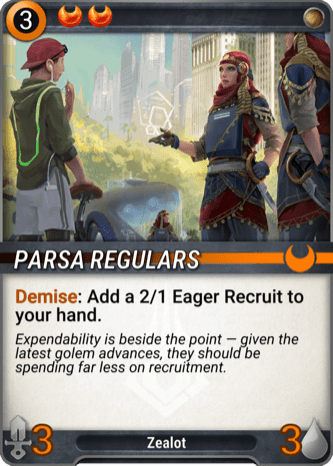 3
PARSA REGULARS
Demise: Add a 2/1 Eager Recruit to
your hand.
Expendability is beside the point — given the
latest golem advances, they should be
spending far less on recruitment.
3 Zealot 3